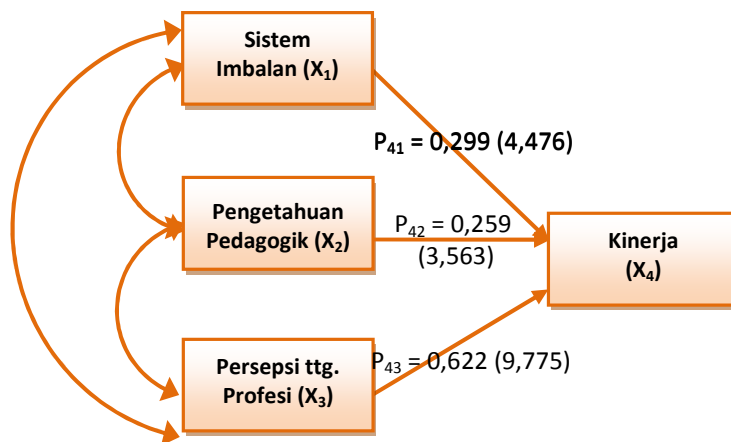 Sistem
Imbalan (X₁)
P₄₁ = 0,299 (4,476)
Pengetahuan
Pedagogik (X₂)
P₄₂ = 0,259
(3,563)
Kinerja
(X₄)
Persepsi ttg.
Profesi (X₃)
P₄₃ = 0,622 (9,775)